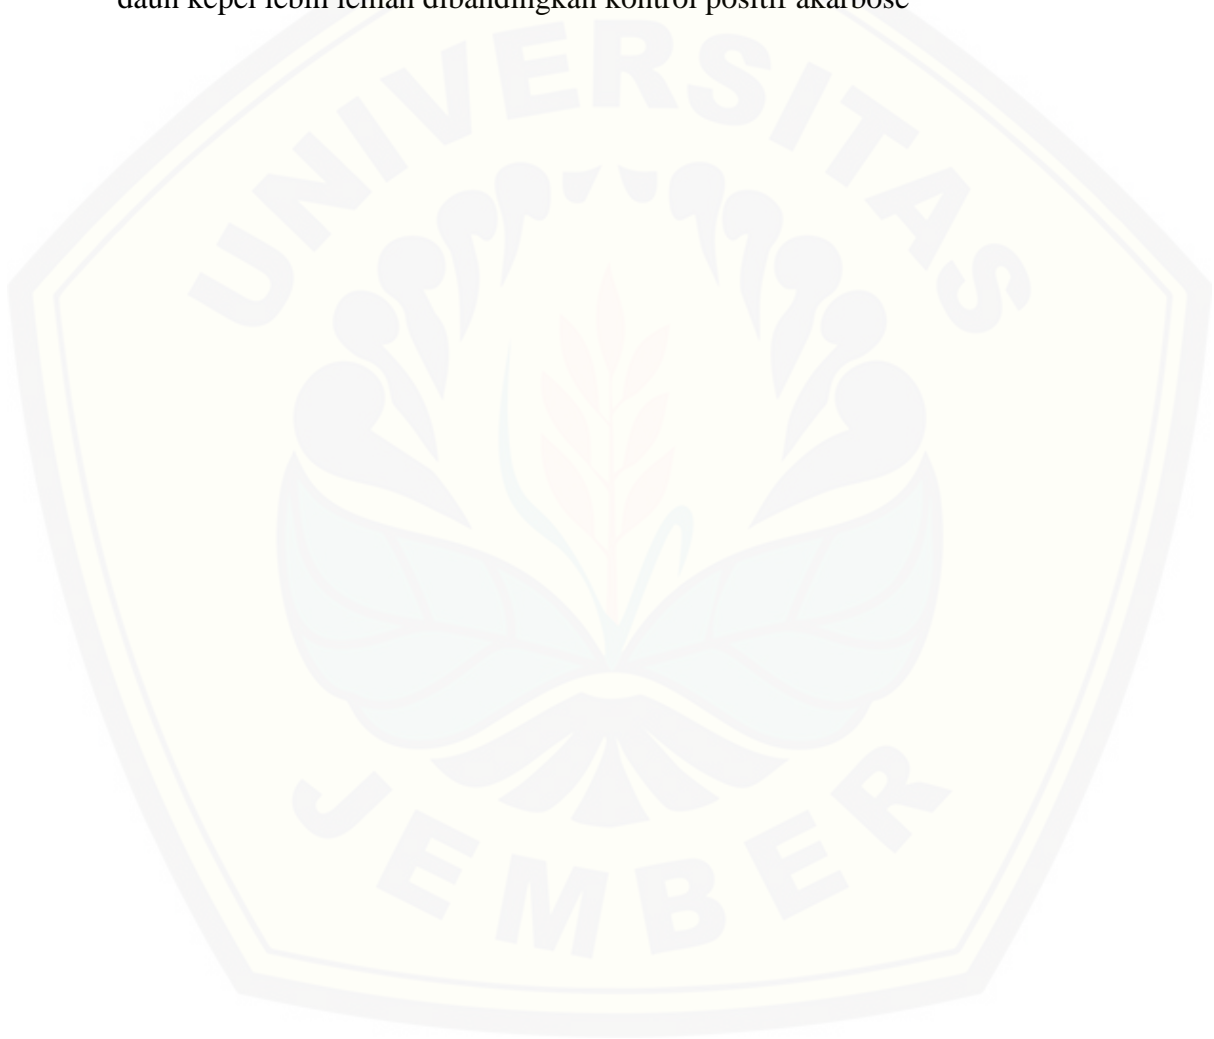 daun kepel lebih lemah dibandingkan kontrol positif akarbose
UNIVERSITAS
JEMBER